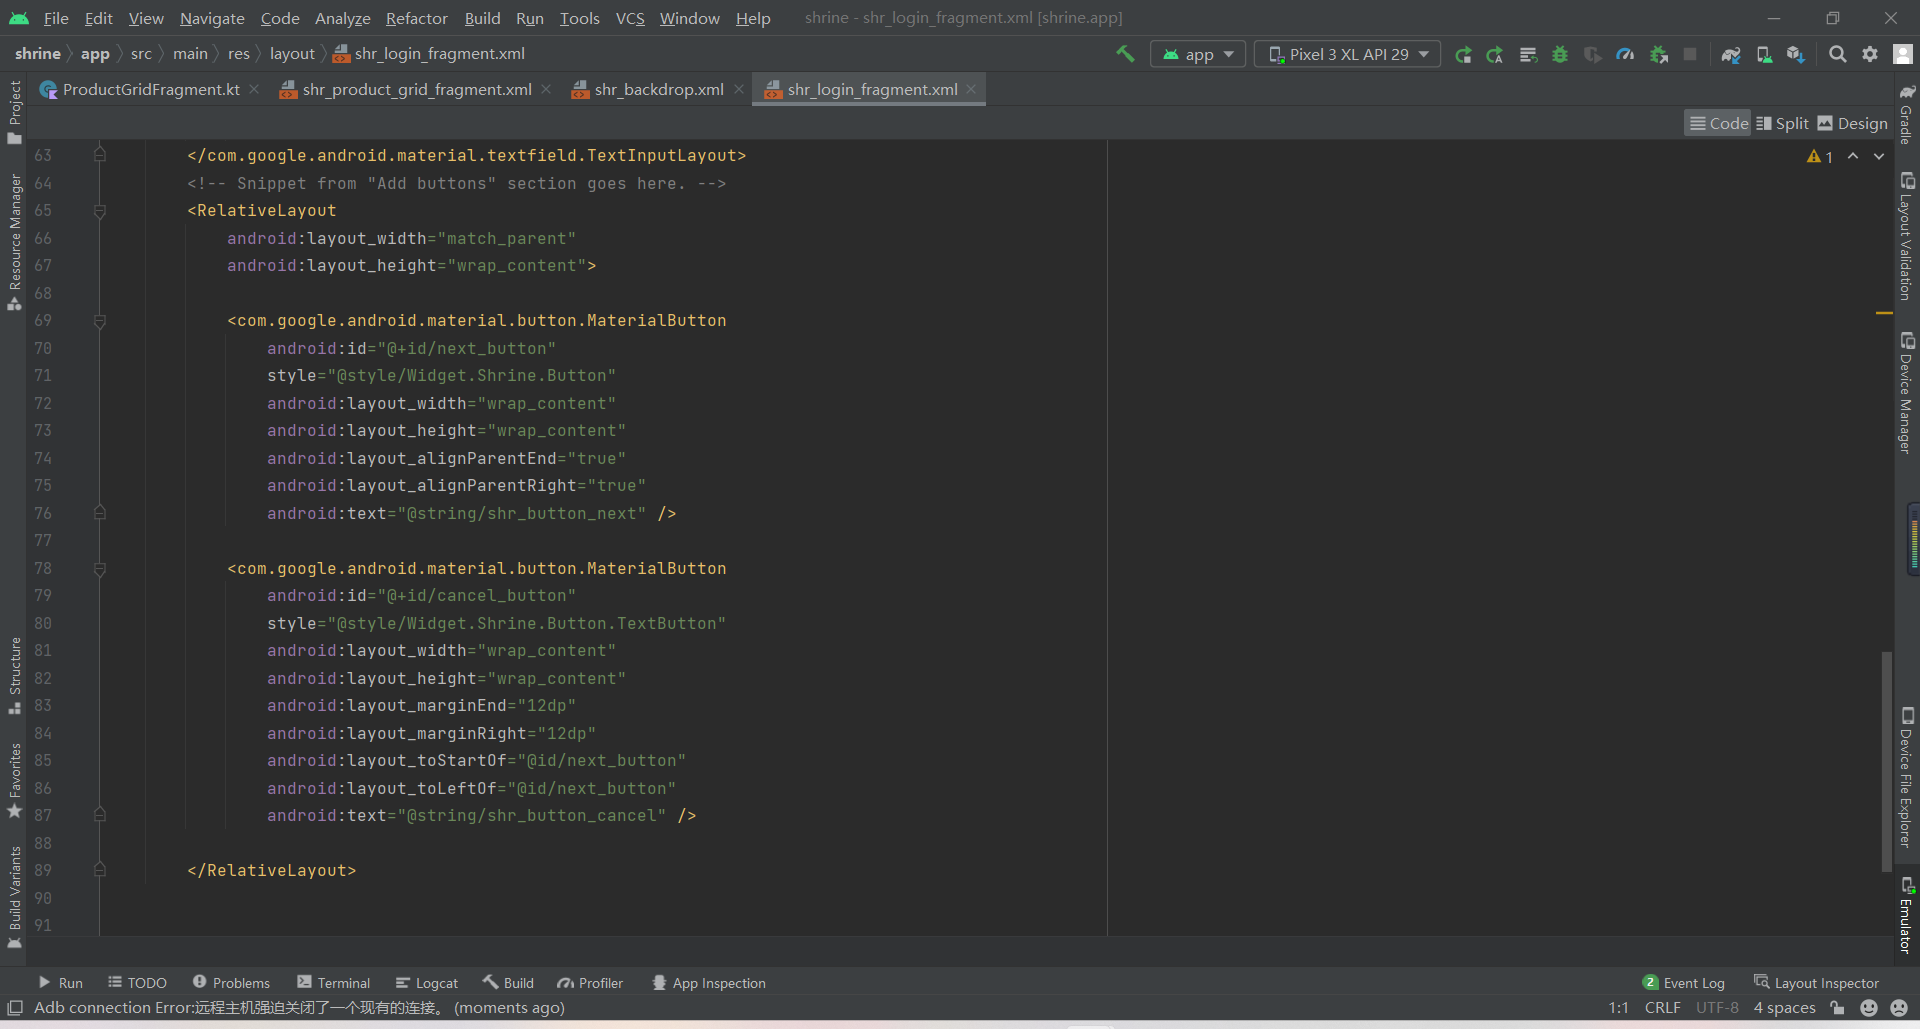 File Edit View Navigate Code Analyze Refactor Build Run Tools VCS Window Help shrine - shr_login_fragment.xml [shrine.app]
shrine app src main res layout shr_login_fragment.xml app Pixel 3 XL API 29
ProductGridFragment.kt shr_product_grid_fragment.xml shr_backdrop.xml shr_login_fragment.xml
Code Split Design
1
63 </com.google.android.material.textfield.TextInputLayout>
64 <!-- Snippet from "Add buttons" section goes here. -->
65 <RelativeLayout
66 android:layout_width="match_parent"
67 android:layout_height="wrap_content">
68
69 <com.google.android.material.button.MaterialButton
70 android:id="@+id/next_button"
71 style="@style/Widget.Shrine.Button"
72 android:layout_width="wrap_content"
73 android:layout_height="wrap_content"
74 android:layout_alignParentEnd="true"
75 android:layout_alignParentRight="true"
76 android:text="@string/shr_button_next" />
77
78 <com.google.android.material.button.MaterialButton
79 android:id="@+id/cancel_button"
80 style="@style/Widget.Shrine.Button.TextButton"
81 android:layout_width="wrap_content"
82 android:layout_height="wrap_content"
83 android:layout_marginEnd="12dp"
84 android:layout_marginRight="12dp"
85 android:layout_toStartOf="@id/next_button"
86 android:layout_toLeftOf="@id/next_button"
87 android:text="@string/shr_button_cancel" />
88
89 </RelativeLayout>
90
91
Project
Resource Manager
Structure
Favorites
Build Variants
Gradle
Layout Validation
Device Manager
Device File Explorer
Emulator
Run TODO Problems Terminal Logcat Build Profiler App Inspection 2 Event Log Layout Inspector
Adb connection Error:远程主机强迫关闭了一个现有的连接。 (moments ago) 1:1 CRLF UTF-8 4 spaces